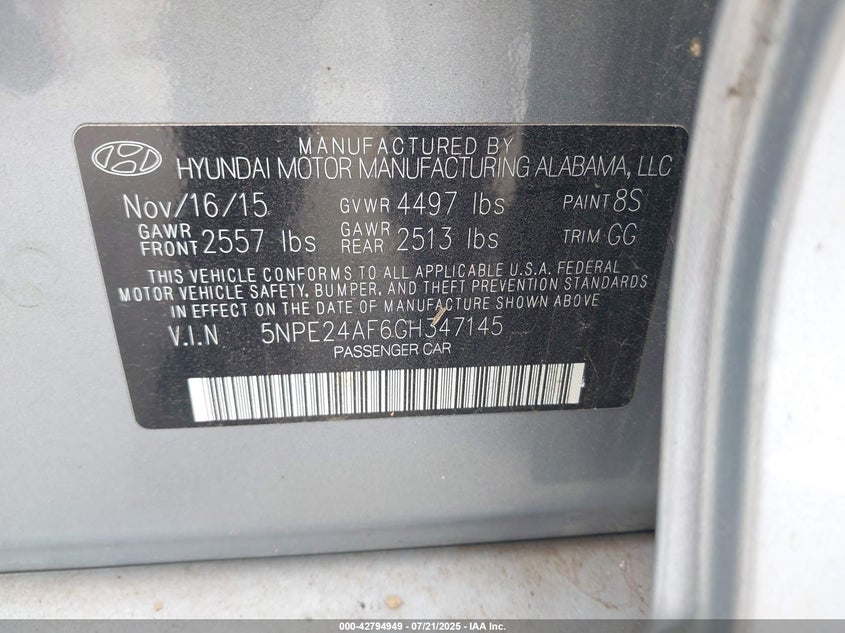 MANUFACTURED BY
HYUNDAI MOTOR MANUFACTURING ALABAMA, LLC
Nov/16/15 GVWR 4497 lbs PAINT 8S
GAWR FRONT 2557 lbs GAWR REAR 2513 lbs TRIM GG
THIS VEHICLE CONFORMS TO ALL APPLICABLE U.S.A. FEDERAL
MOTOR VEHICLE SAFETY, BUMPER, AND THEFT PREVENTION STANDARDS
IN EFFECT ON THE DATE OF MANUFACTURE SHOWN ABOVE
V.I.N 5NPE24AF6GH347145
PASSENGER CAR
000-42794949 - 07/21/2025 - IAA Inc.